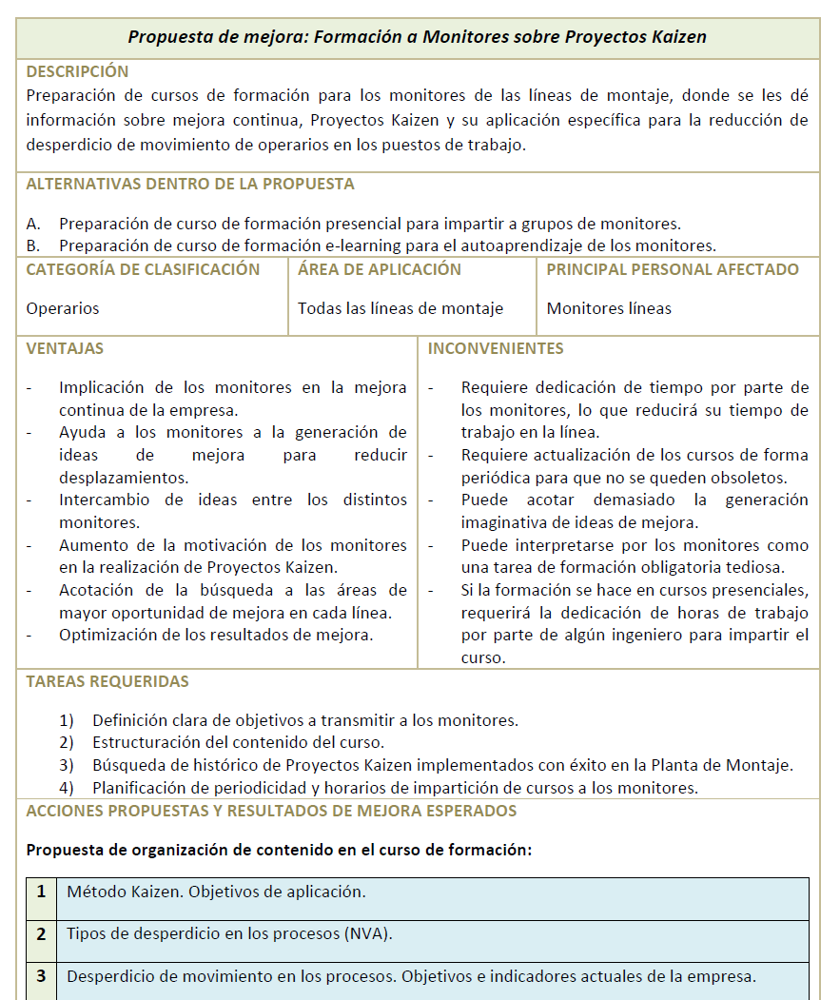 Propuesta de mejora: Formación a Monitores sobre Proyectos Kaizen
DESCRIPCIÓN
Preparación de cursos de formación para los monitores de las líneas de montaje, donde se les dé
información sobre mejora continua, Proyectos Kaizen y su aplicación específica para la reducción de
desperdicio de movimiento de operarios en los puestos de trabajo.
ALTERNATIVAS DENTRO DE LA PROPUESTA
A. Preparación de curso de formación presencial para impartir a grupos de monitores.
B. Preparación de curso de formación e-learning para el autoaprendizaje de los monitores.
CATEGORÍA DE CLASIFICACIÓN
Operarios
ÁREA DE APLICACIÓN
Todas las líneas de montaje
PRINCIPAL PERSONAL AFECTADO
Monitores líneas
VENTAJAS
- Implicación de los monitores en la mejora
continua de la empresa.
- Ayuda a los monitores a la generación de
ideas de mejora para reducir
desplazamientos.
- Intercambio de ideas entre los distintos
monitores.
- Aumento de la motivación de los monitores
en la realización de Proyectos Kaizen.
- Acotación de la búsqueda a las áreas de
mayor oportunidad de mejora en cada línea.
- Optimización de los resultados de mejora.
INCONVENIENTES
- Requiere dedicación de tiempo por parte de
los monitores, lo que reducirá su tiempo de
trabajo en la línea.
- Requiere actualización de los cursos de forma
periódica para que no se queden obsoletos.
- Puede acotar demasiado la generación
imaginativa de ideas de mejora.
- Puede interpretarse por los monitores como
una tarea de formación obligatoria tediosa.
- Si la formación se hace en cursos presenciales,
requerirá la dedicación de horas de trabajo
por parte de algún ingeniero para impartir el
curso.
TAREAS REQUERIDAS
1) Definición clara de objetivos a transmitir a los monitores.
2) Estructuración del contenido del curso.
3) Búsqueda de histórico de Proyectos Kaizen implementados con éxito en la Planta de Montaje.
4) Planificación de periodicidad y horarios de impartición de cursos a los monitores.
ACCIONES PROPUESTAS Y RESULTADOS DE MEJORA ESPERADOS
Propuesta de organización de contenido en el curso de formación:
1 Método Kaizen. Objetivos de aplicación.
2 Tipos de desperdicio en los procesos (NVA).
3 Desperdicio de movimiento en los procesos. Objetivos e indicadores actuales de la empresa.